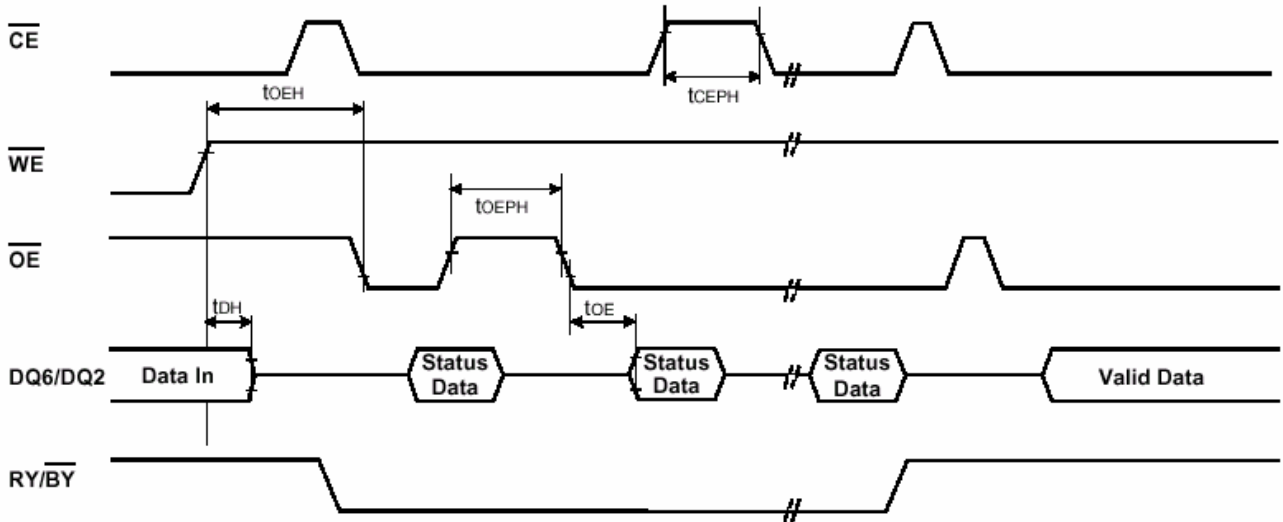 CE
tOEH
tCEPH
WE
tOEPH
OE
tDH
tOE
DQ6/DQ2
Data In
Status
Data
Status
Data
Status
Data
Valid Data
RY/BY